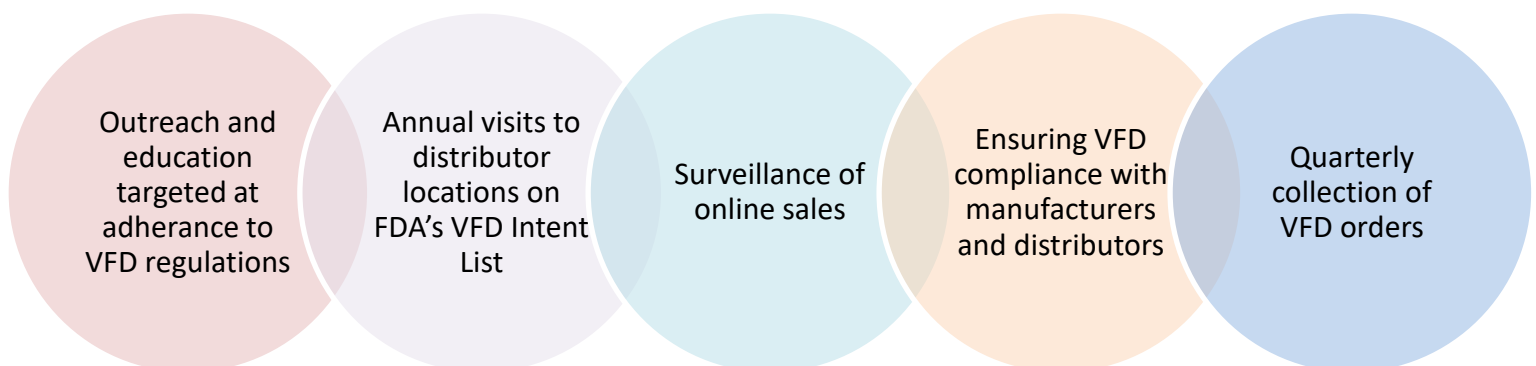 Outreach and
education
targeted at
adherance to
VFD regulations
Annual visits to
distributor
locations on
FDA’s VFD Intent
List
Surveillance of
online sales
Ensuring VFD
compliance with
manufacturers
and distributors
Quarterly
collection of
VFD orders